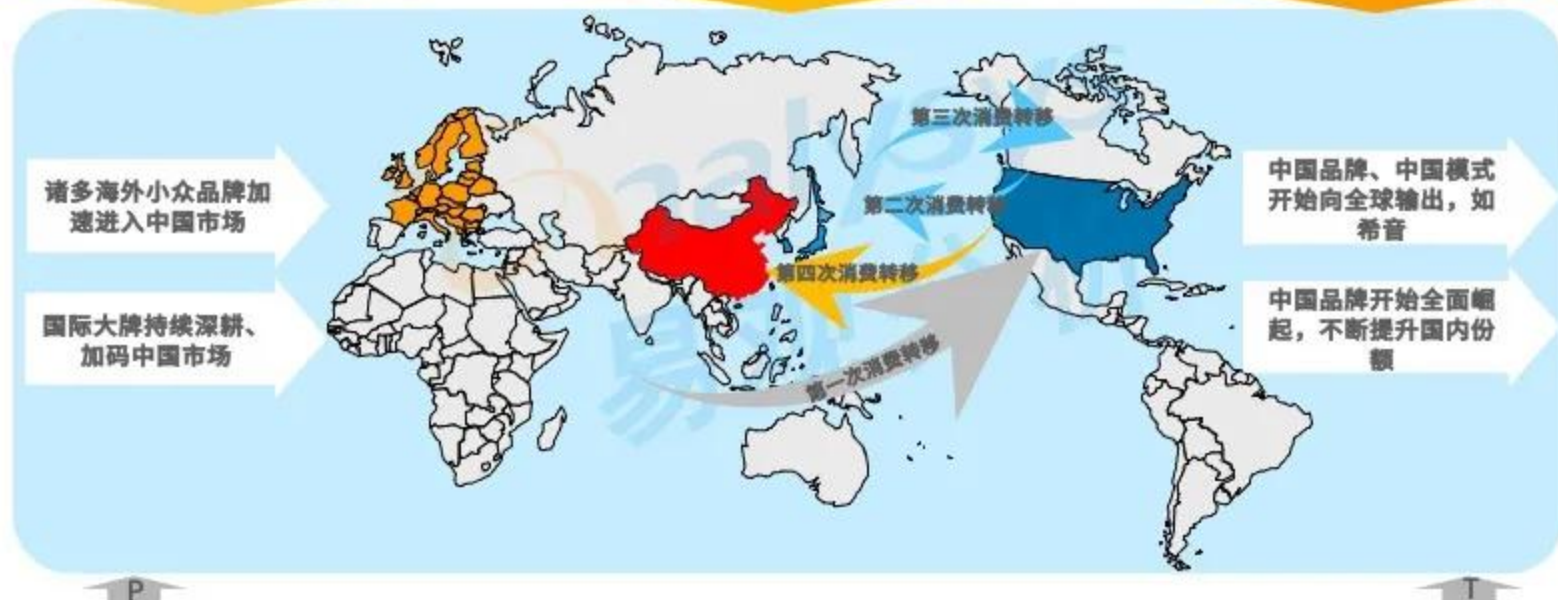 第三次消费转移
诸多海外小众品牌加
速进入中国市场
第二次消费转移
中国品牌、中国模式
开始向全球输出，如
希音
第四次消费转移
国际大牌持续深耕、
加码中国市场
第一次消费转移
中国品牌开始全面崛
起，不断提升国内份
额
P
T